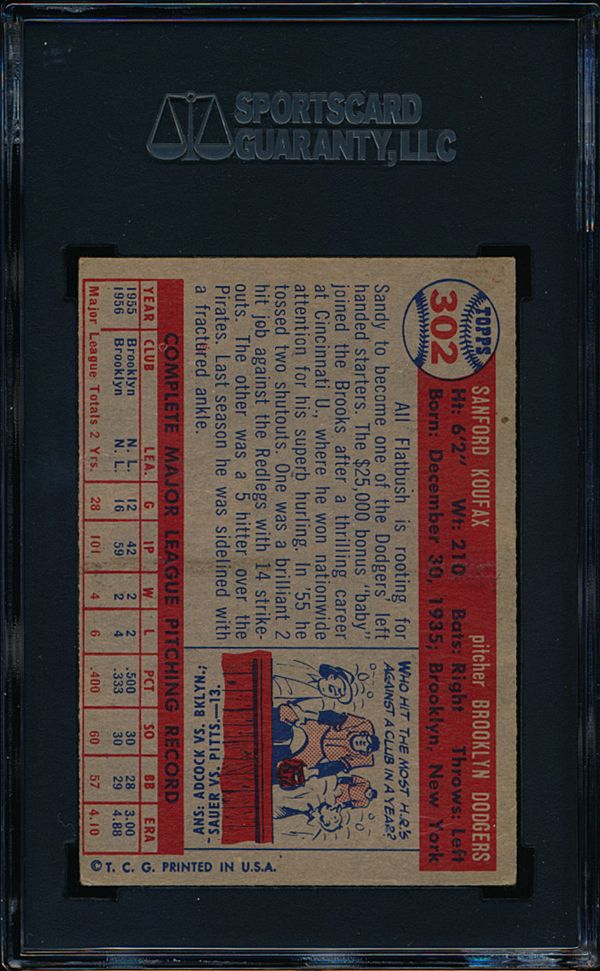 SPORTSCARD
GUARANTY, LLC
TOPPS
302
SANFORD KOUFAX pitcher BROOKLYN DODGERS
Ht: 6'2" Wt: 210 Bats: Right Throws: Left
Born: December 30, 1935; Brooklyn, New York
All Flatbush is rooting for
Sandy to become one of the Dodgers' left
handed starters. The $25,000 bonus "baby"
joined the Brooks after a thrilling career
at Cincinnati U., where he won nationwide
attention for his superb hurling. In '55 he
tossed two shutouts. One was a brilliant 2
hit job against the Redlegs with 14 strike-
outs. The other was a 5 hitter over the
Pirates. Last season he was sidelined with
a fractured ankle.
WHO HIT THE MOST H.R.'S
AGAINST A CLUB IN A YEAR?
ANS: ADCOCK VS. BKLYN.;
SAUER VS. PITTS.—13.
COMPLETE MAJOR LEAGUE PITCHING RECORD
YEAR CLUB LEA. G IP W L PCT SO BB ERA
1955 Brooklyn N. L. 12 42 2 2 .500 30 28 3.00
1956 Brooklyn N. L. 16 59 2 4 .333 30 29 4.88
Major League Totals 2 Yrs. 28 101 4 6 .400 60 57 4.10
© T. C. G. PRINTED IN U.S.A.